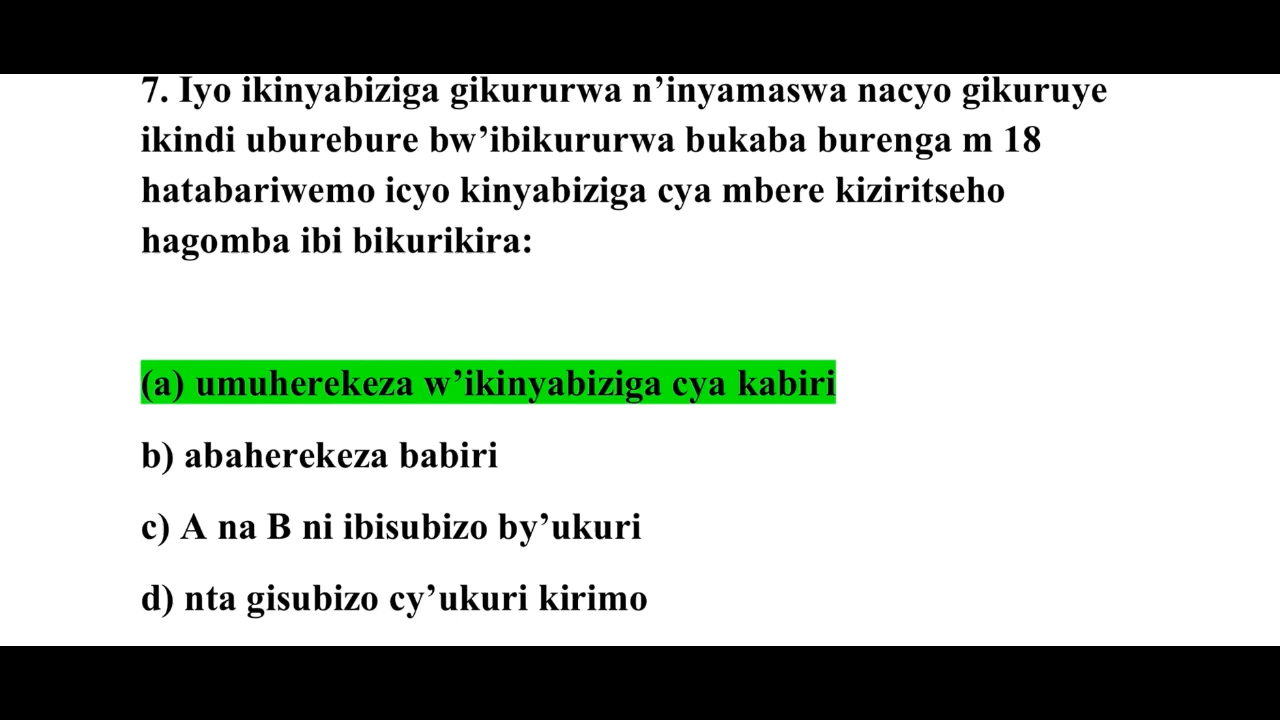 7. Iyo ikinyabiziga gikururwa n’inyamaswa nacyo gikuruye
ikindi uburebure bw’ibikururwa bukaba burenga m 18
hatabariwemo icyo kinyabiziga cya mbere kiziritseho
hagomba ibi bikurikira:
(a) umuherekeza w’ikinyabiziga cya kabiri
b) abaherekeza babiri
c) A na B ni ibisubizo by’ukuri
d) nta gisubizo cy’ukuri kirimo